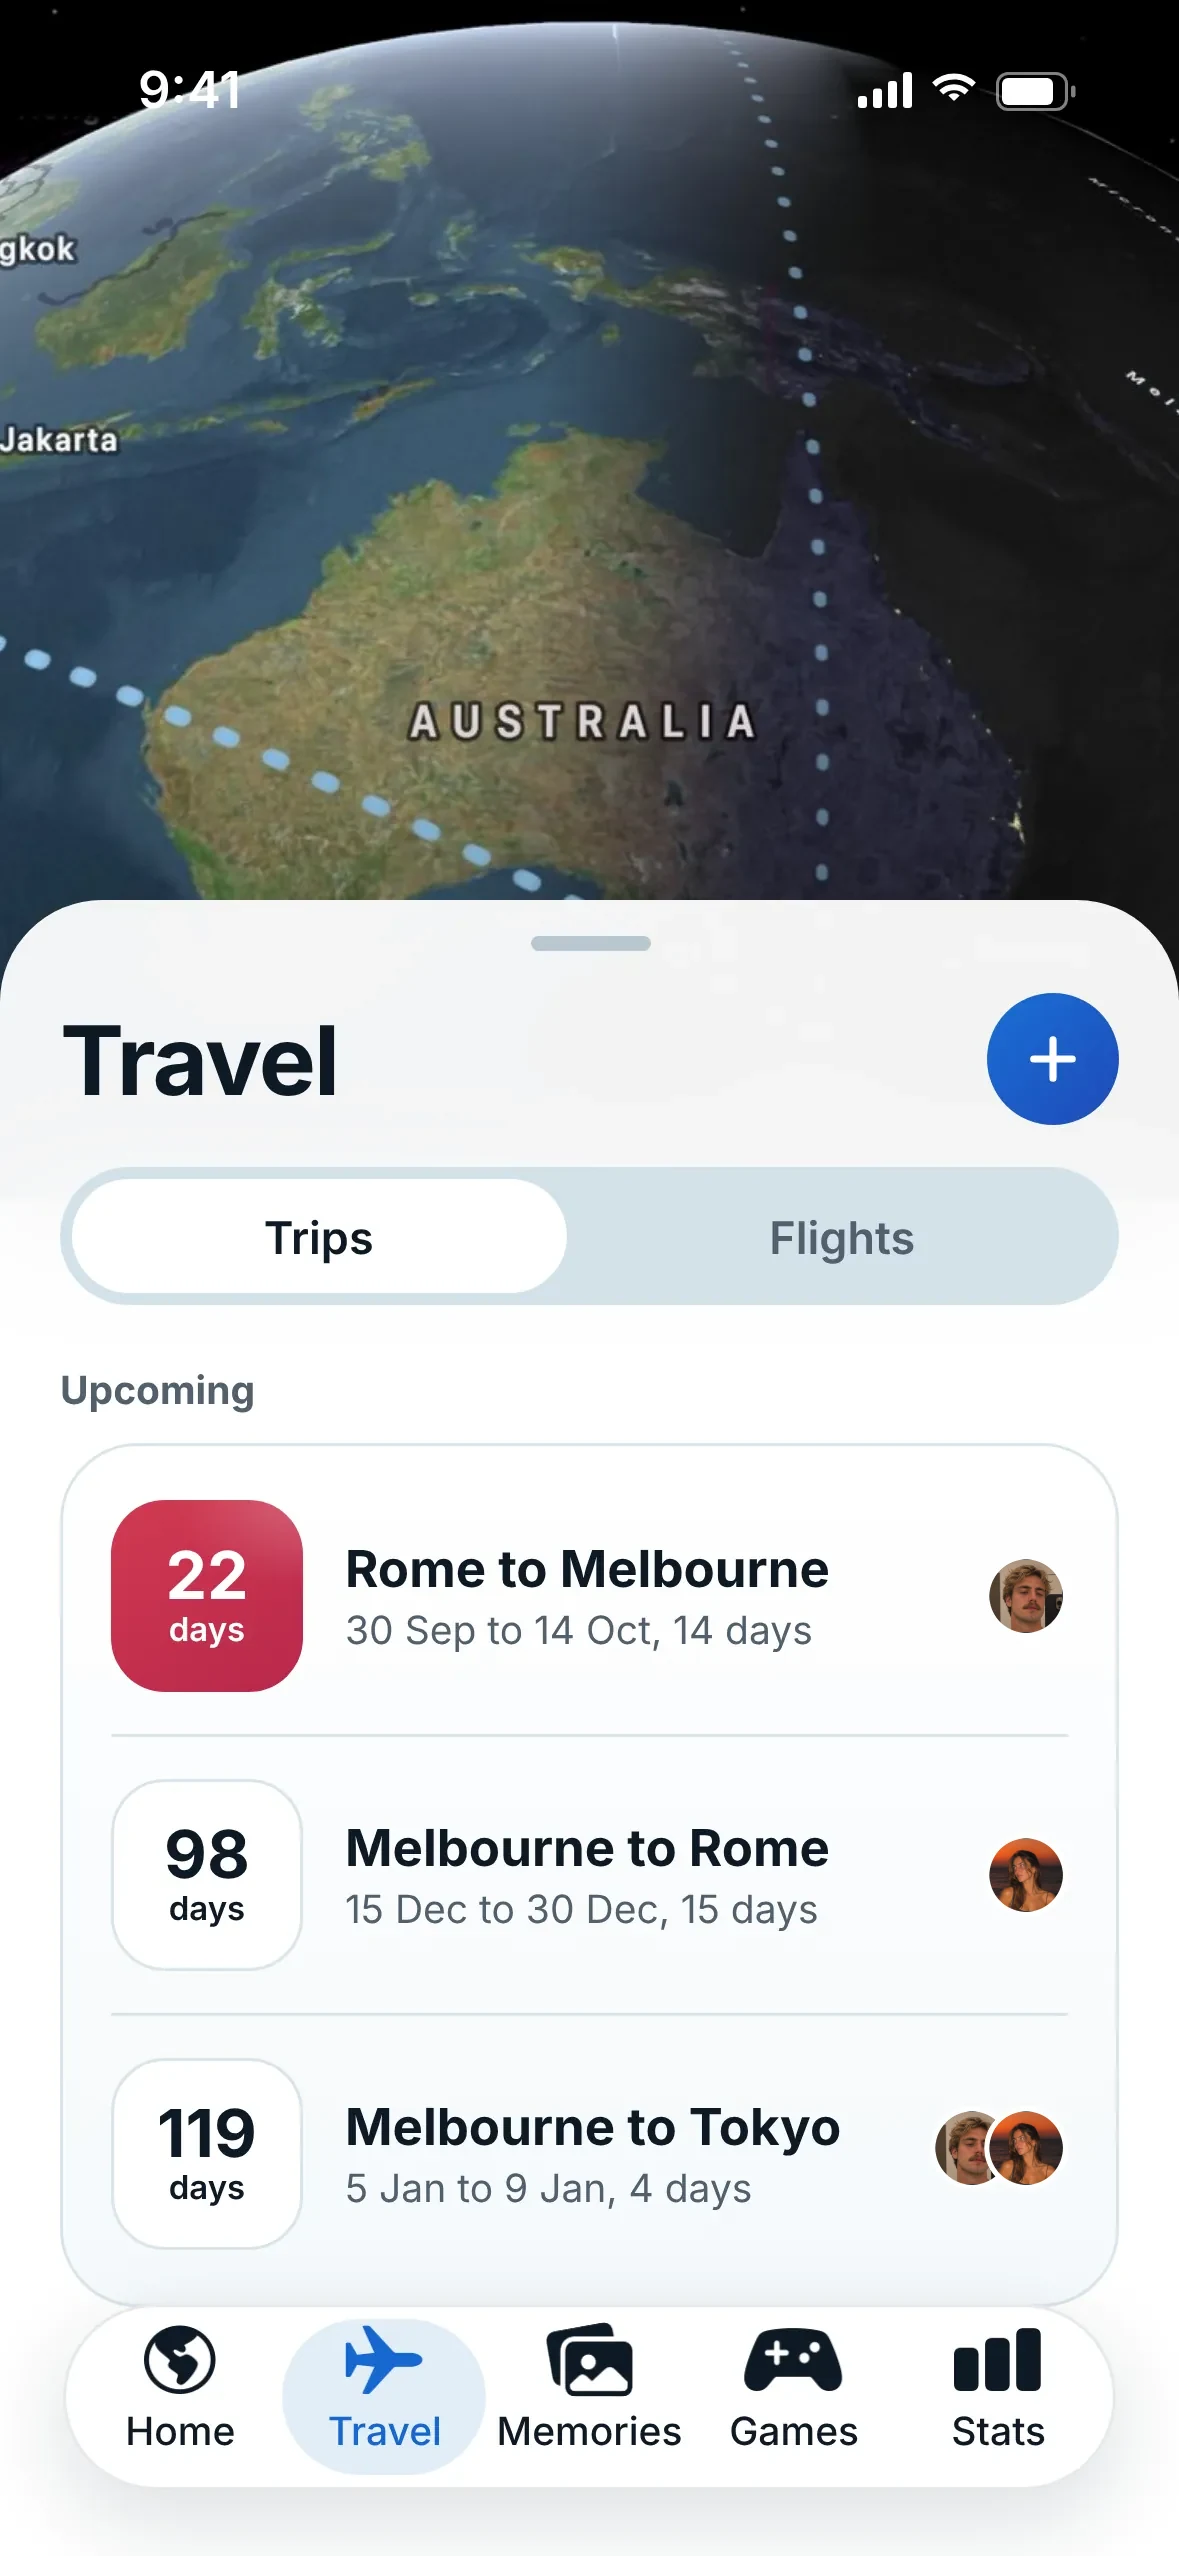 9:41
gkok
Jakarta
AUSTRALIA
Travel
Trips
Flights
Upcoming
22
days
Rome to Melbourne
30 Sep to 14 Oct, 14 days
98
days
Melbourne to Rome
15 Dec to 30 Dec, 15 days
119
days
Melbourne to Tokyo
5 Jan to 9 Jan, 4 days
Home
Travel
Memories
Games
Stats